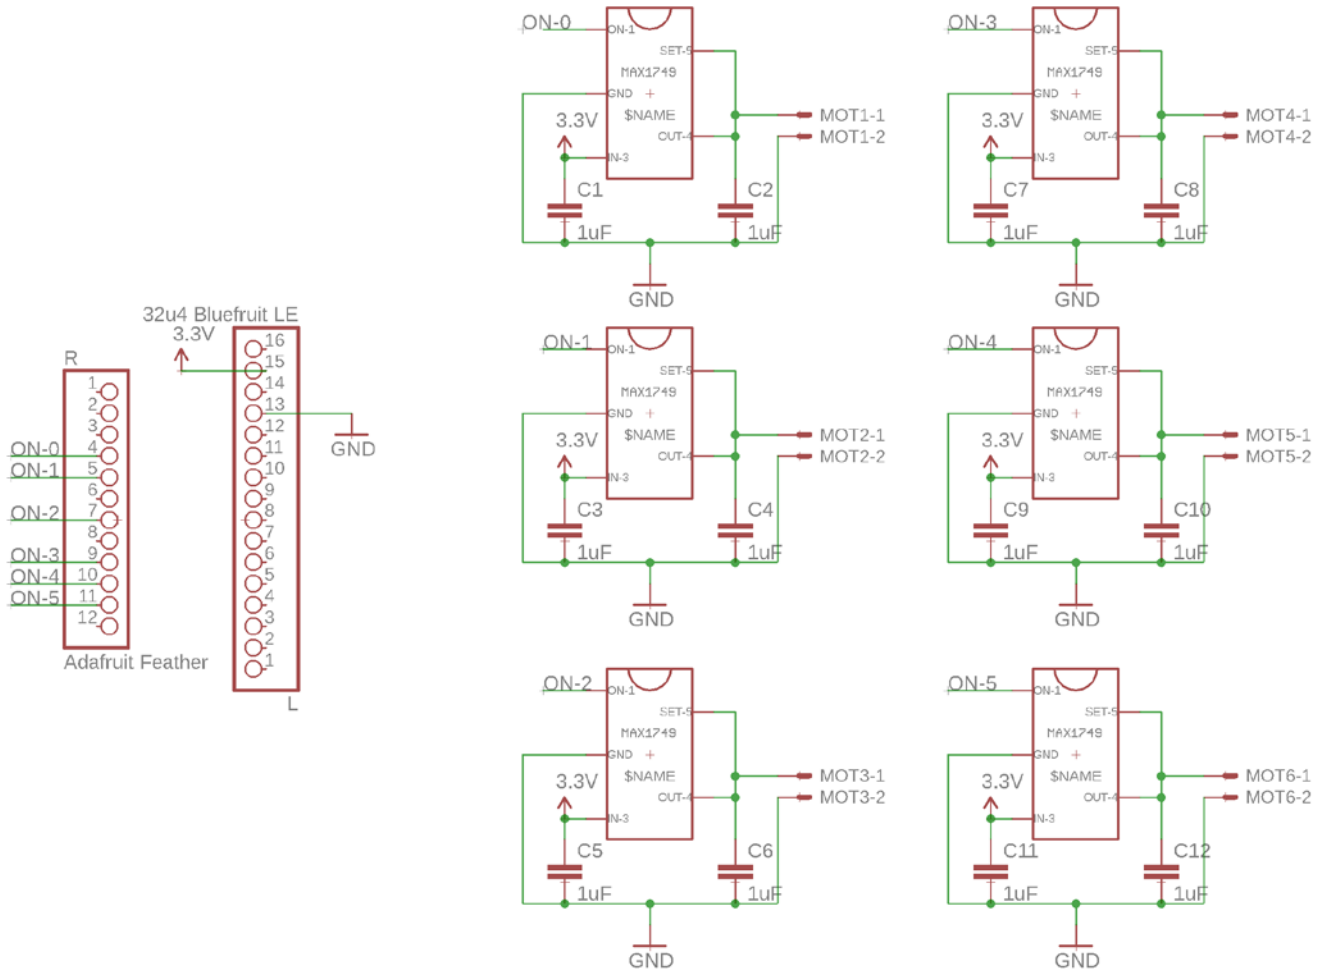 32u4 Bluefruit LE
3.3V
16
15
14
13
12
11
10
9
8
7
6
5
4
3
2
1
L
GND
R
1
2
3
4
5
6
7
8
9
10
11
12
ON-0
ON-1
ON-2
ON-3
ON-4
ON-5
Adafruit Feather
ON-0
ON-1
SET-5
MAX1749
GND
$NAME
OUT-4
IN-3
3.3V
C1
1uF
C2
1uF
MOT1-1
MOT1-2
GND
ON-3
ON-1
SET-5
MAX1749
GND
$NAME
OUT-4
IN-3
3.3V
C7
1uF
C8
1uF
MOT4-1
MOT4-2
GND
ON-1
ON-1
SET-5
MAX1749
GND
$NAME
OUT-4
IN-3
3.3V
C3
1uF
C4
1uF
MOT2-1
MOT2-2
GND
ON-4
ON-1
SET-5
MAX1749
GND
$NAME
OUT-4
IN-3
3.3V
C9
1uF
C10
1uF
MOT5-1
MOT5-2
GND
ON-2
ON-1
SET-5
MAX1749
GND
$NAME
OUT-4
IN-3
3.3V
C5
1uF
C6
1uF
MOT3-1
MOT3-2
GND
ON-5
ON-1
SET-5
MAX1749
GND
$NAME
OUT-4
IN-3
3.3V
C11
1uF
C12
1uF
MOT6-1
MOT6-2
GND